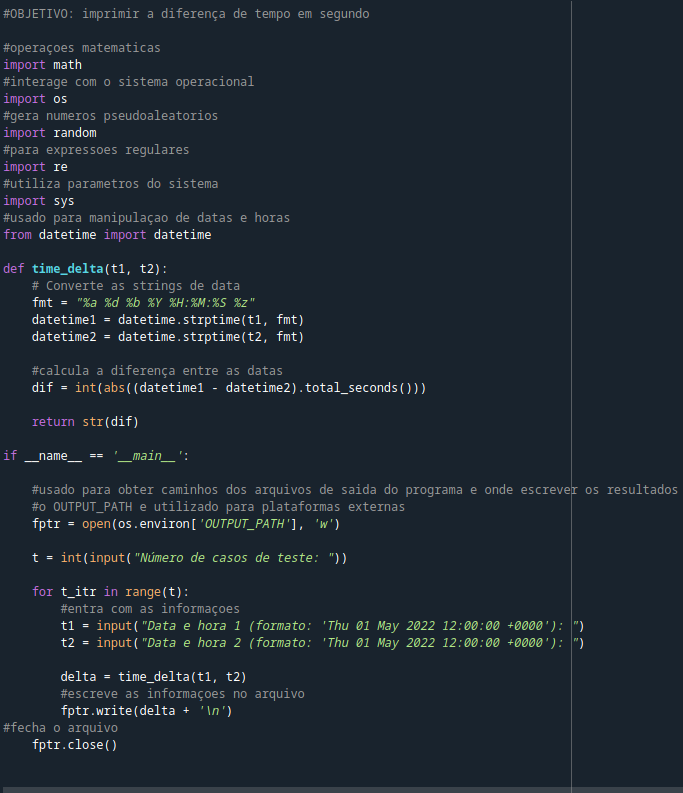 #OBJETIVO: imprimir a diferença de tempo em segundo
#operaçoes matematicas
import math
#interage com o sistema operacional
import os
#gera numeros pseudoaleatorios
import random
#para expressoes regulares
import re
#utiliza parametros do sistema
import sys
#usado para manipulaçao de datas e horas
from datetime import datetime
def time_delta(t1, t2):
    # Converte as strings de data
    fmt = "%a %d %b %Y %H:%M:%S %z"
    datetime1 = datetime.strptime(t1, fmt)
    datetime2 = datetime.strptime(t2, fmt)
    #calcula a diferença entre as datas
    dif = int(abs((datetime1 - datetime2).total_seconds()))
    return str(dif)
if __name__ == '__main__':
    #usado para obter caminhos dos arquivos de saida do programa e onde escrever os resultados
    #o OUTPUT_PATH e utilizado para plataformas externas
    fptr = open(os.environ['OUTPUT_PATH'], 'w')
    t = int(input("Número de casos de teste: "))
    for t_itr in range(t):
        #entra com as informaçoes
        t1 = input("Data e hora 1 (formato: 'Thu 01 May 2022 12:00:00 +0000'): ")
        t2 = input("Data e hora 2 (formato: 'Thu 01 May 2022 12:00:00 +0000'): ")
        delta = time_delta(t1, t2)
        #escreve as informaçoes no arquivo
        fptr.write(delta + '\n')
#fecha o arquivo
    fptr.close()